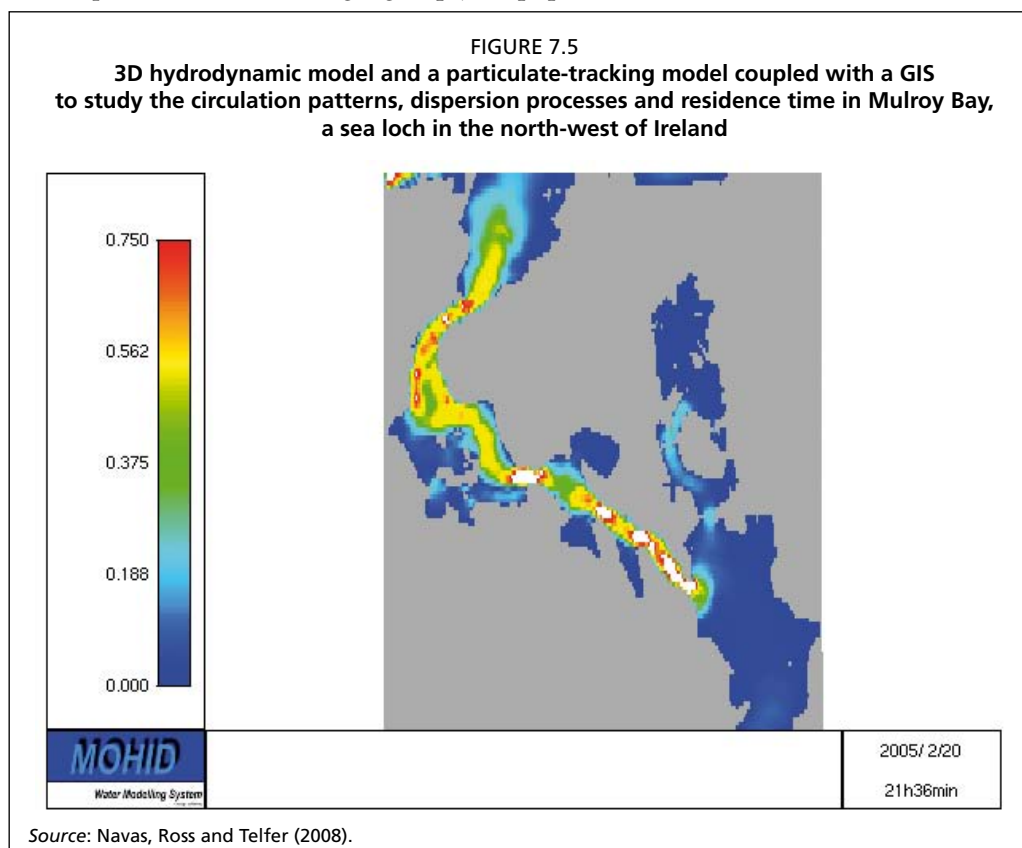 FIGURE 7.5
3D hydrodynamic model and a particulate-tracking model coupled with a GIS
to study the circulation patterns, dispersion processes and residence time in Mulroy Bay,
a sea loch in the north-west of Ireland
0.750
0.562
0.375
0.188
0.000
MOHID
Water Modelling System
2005/ 2/20
21h36min
Source: Navas, Ross and Telfer (2008).